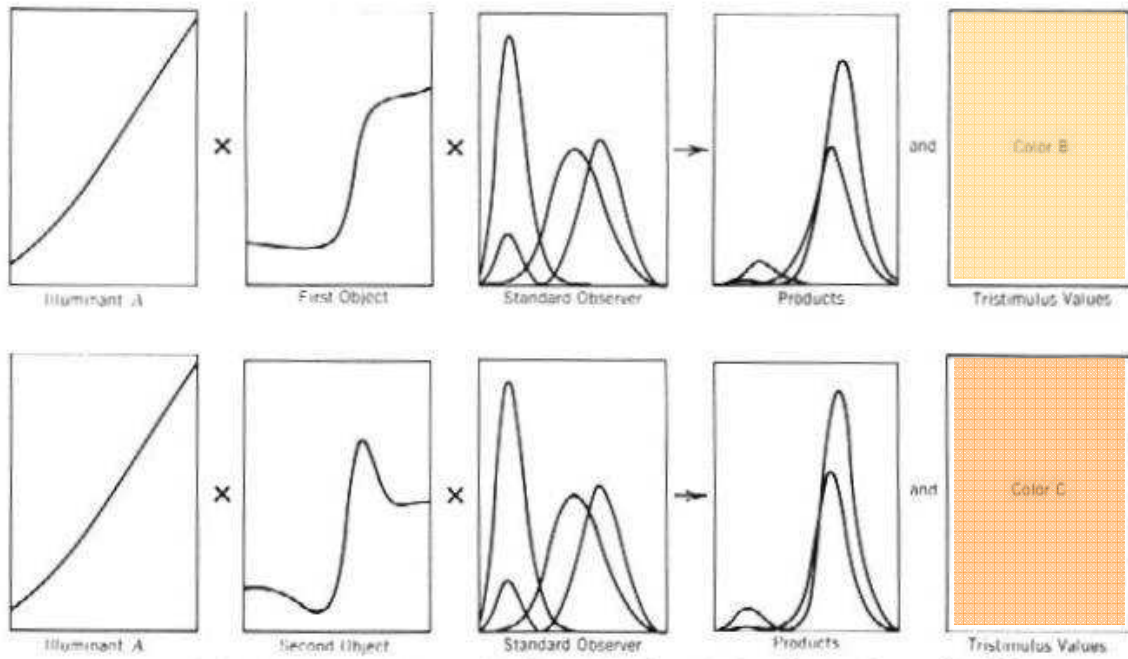 Color B
× × → and
Illuminant A
First Object
Standard Observer
Products
Tristimulus Values
Color C
× × → and
Illuminant A
Second Object
Standard Observer
Products
Tristimulus Values